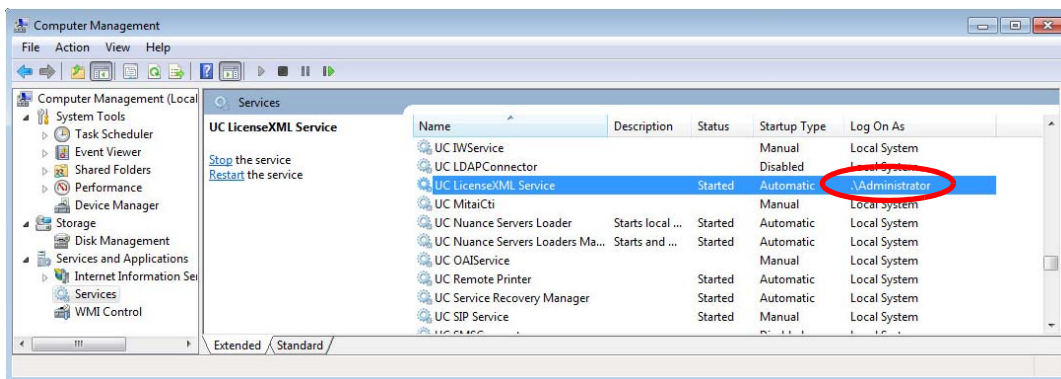 Computer Management
File Action View Help
Computer Management (Local
System Tools
Task Scheduler
Event Viewer
Shared Folders
Performance
Device Manager
Storage
Disk Management
Services and Applications
Internet Information Ser
Services
WMI Control
Services
UC LicenseXML Service
Stop the service
Restart the service
Name Description Status Startup Type Log On As
UC IWService Manual Local System
UC LDAPConnector Disabled Local System
UC LicenseXML Service Started Automatic .\Administrator
UC MitaiCti Manual Local System
UC Nuance Servers Loader Starts local ... Started Automatic Local System
UC Nuance Servers Loaders Ma... Starts and ... Started Automatic Local System
UC OAIService Manual Local System
UC Remote Printer Started Automatic Local System
UC Service Recovery Manager Started Automatic Local System
UC SIP Service Started Manual Local System
Extended Standard